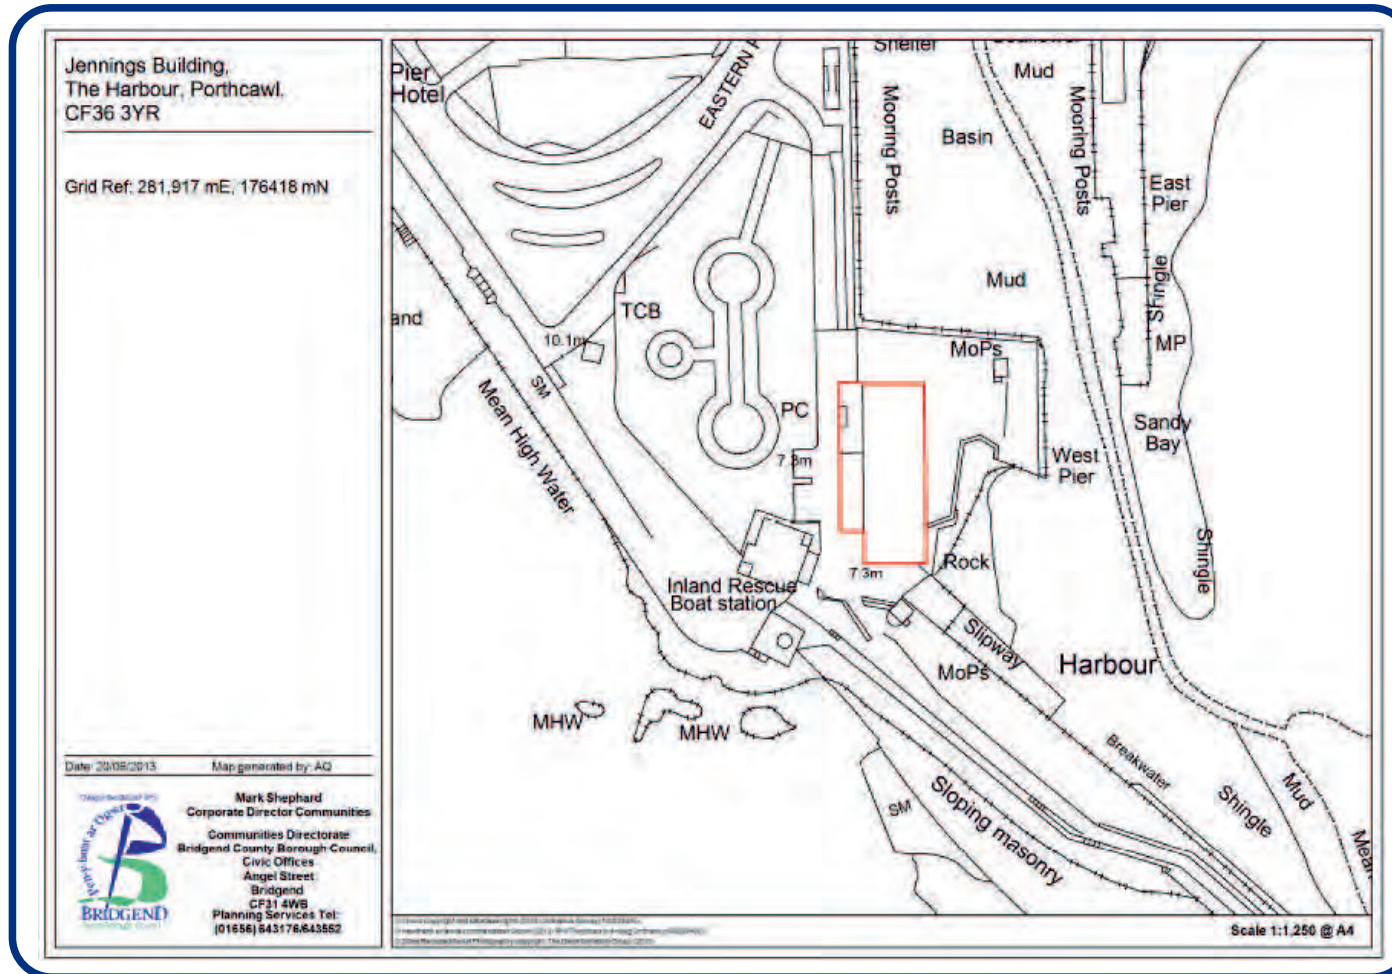 Jennings Building,
The Harbour, Porthcawl.
CF36 3YR
Grid Ref: 281,917 mE, 176418 mN
Date: 20/08/2013 Map generated by: AQ
Mark Shephard
Corporate Director Communities
Communities Directorate
Bridgend County Borough Council,
Civic Offices
Angel Street
Bridgend
CF31 4WB
Planning Services Tel:
(01656) 643176/643552
BRIDGEND
Pier
Hotel
EASTERN
Shelter
Mooring Posts
Mud
Basin
Mooring Posts
East
Pier
Shingle
Mud
MP
MoPs
TCB
10.1m
SM
and
Mean High Water
PC
7.3m
Sandy
Bay
West
Pier
Shingle
Rock
7.3m
Inland Rescue
Boat station
Slipway
MoPs
Harbour
MHW
MHW
Breakwater
Sloping masonry
SM
Shingle
Mud
Mean
Scale 1:1,250 @ A4